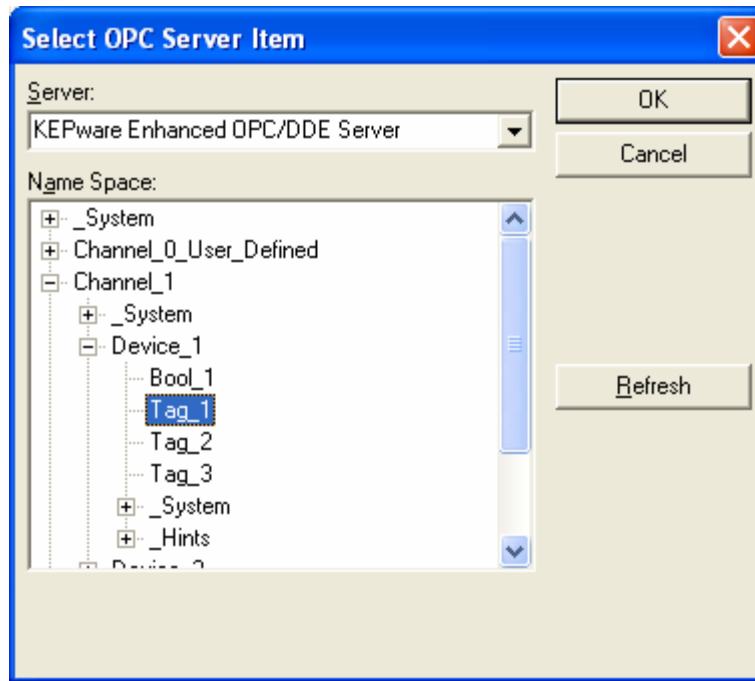 Select OPC Server Item
Server:
KEPware Enhanced OPC/DDE Server
OK
Cancel
Name Space:
_System
Channel_0_User_Defined
Channel_1
_System
Device_1
Bool_1
Tag_1
Tag_2
Tag_3
_System
_Hints
Refresh